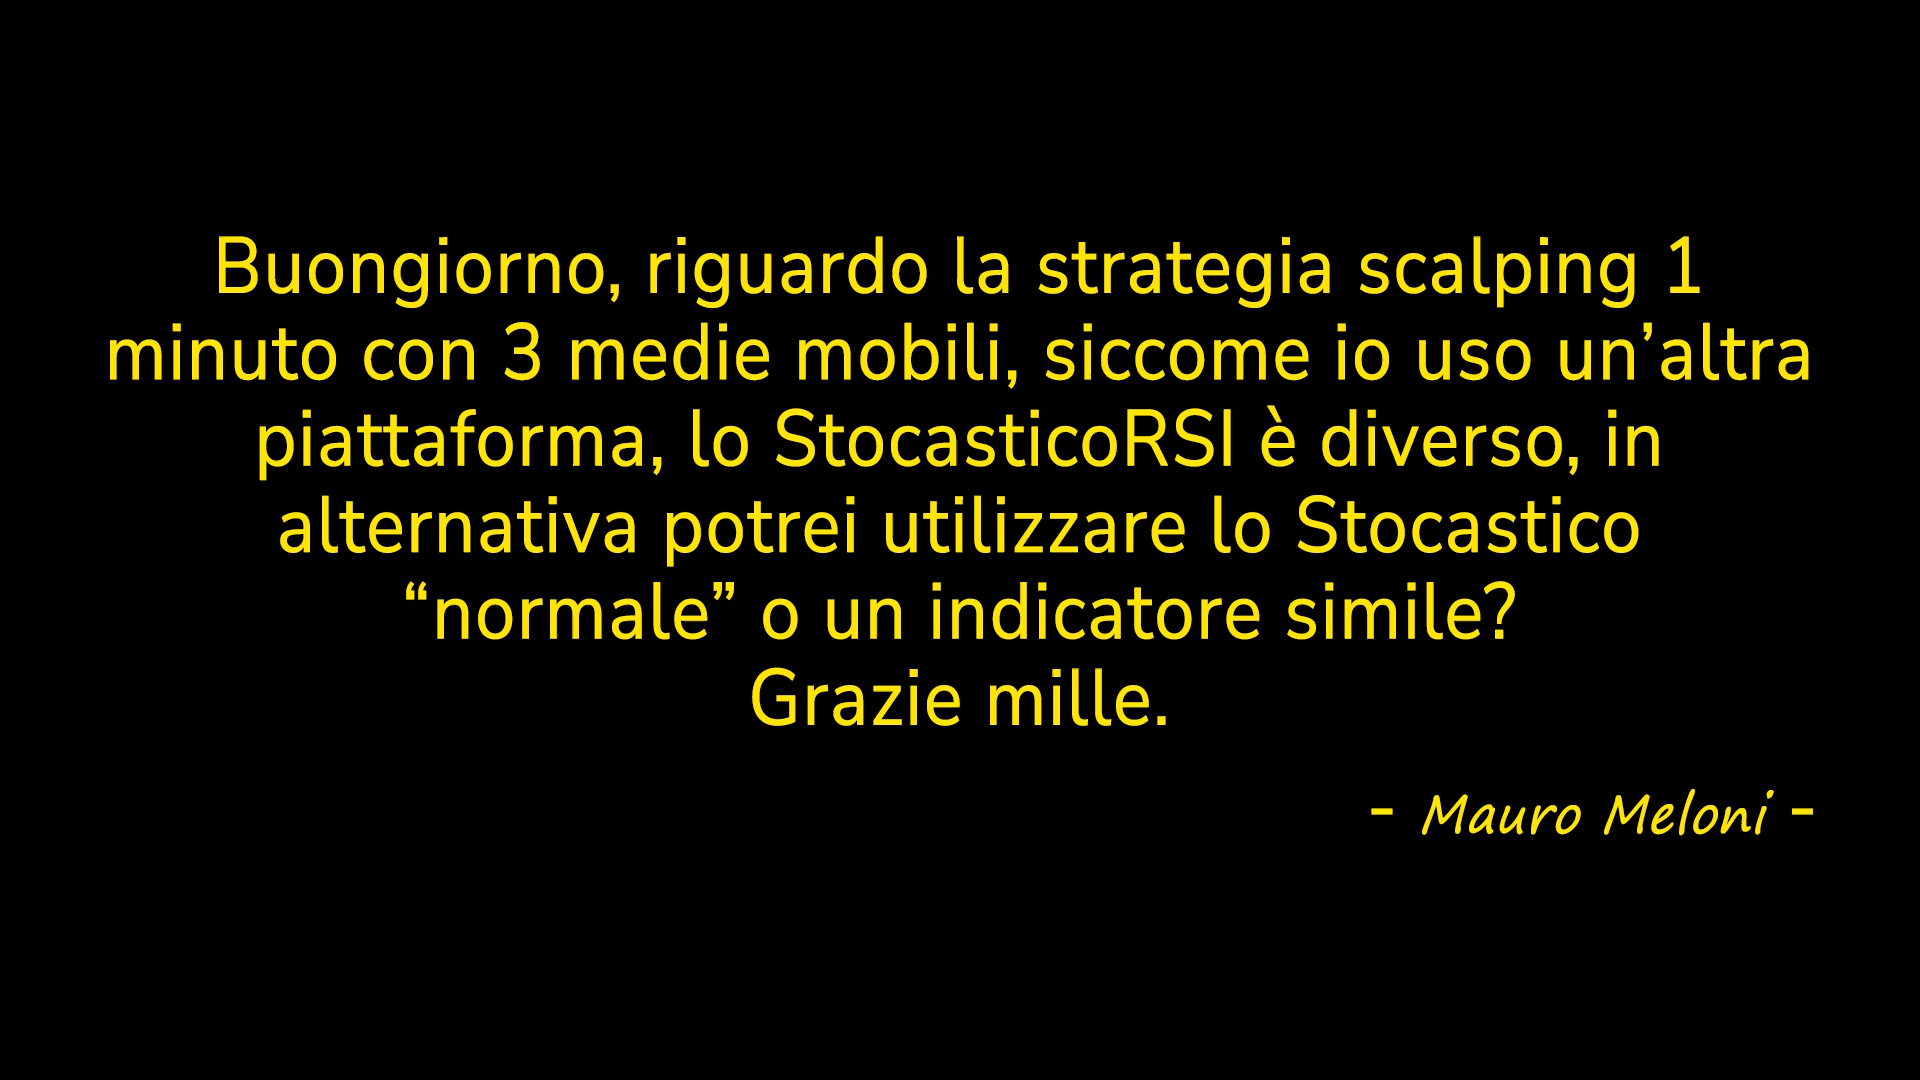 Buongiorno, riguardo la strategia scalping 1
minuto con 3 medie mobili, siccome io uso un’altra
piattaforma, lo StocasticoRSI è diverso, in
alternativa potrei utilizzare lo Stocastico
“normale” o un indicatore simile?
Grazie mille.
- Mauro Meloni -